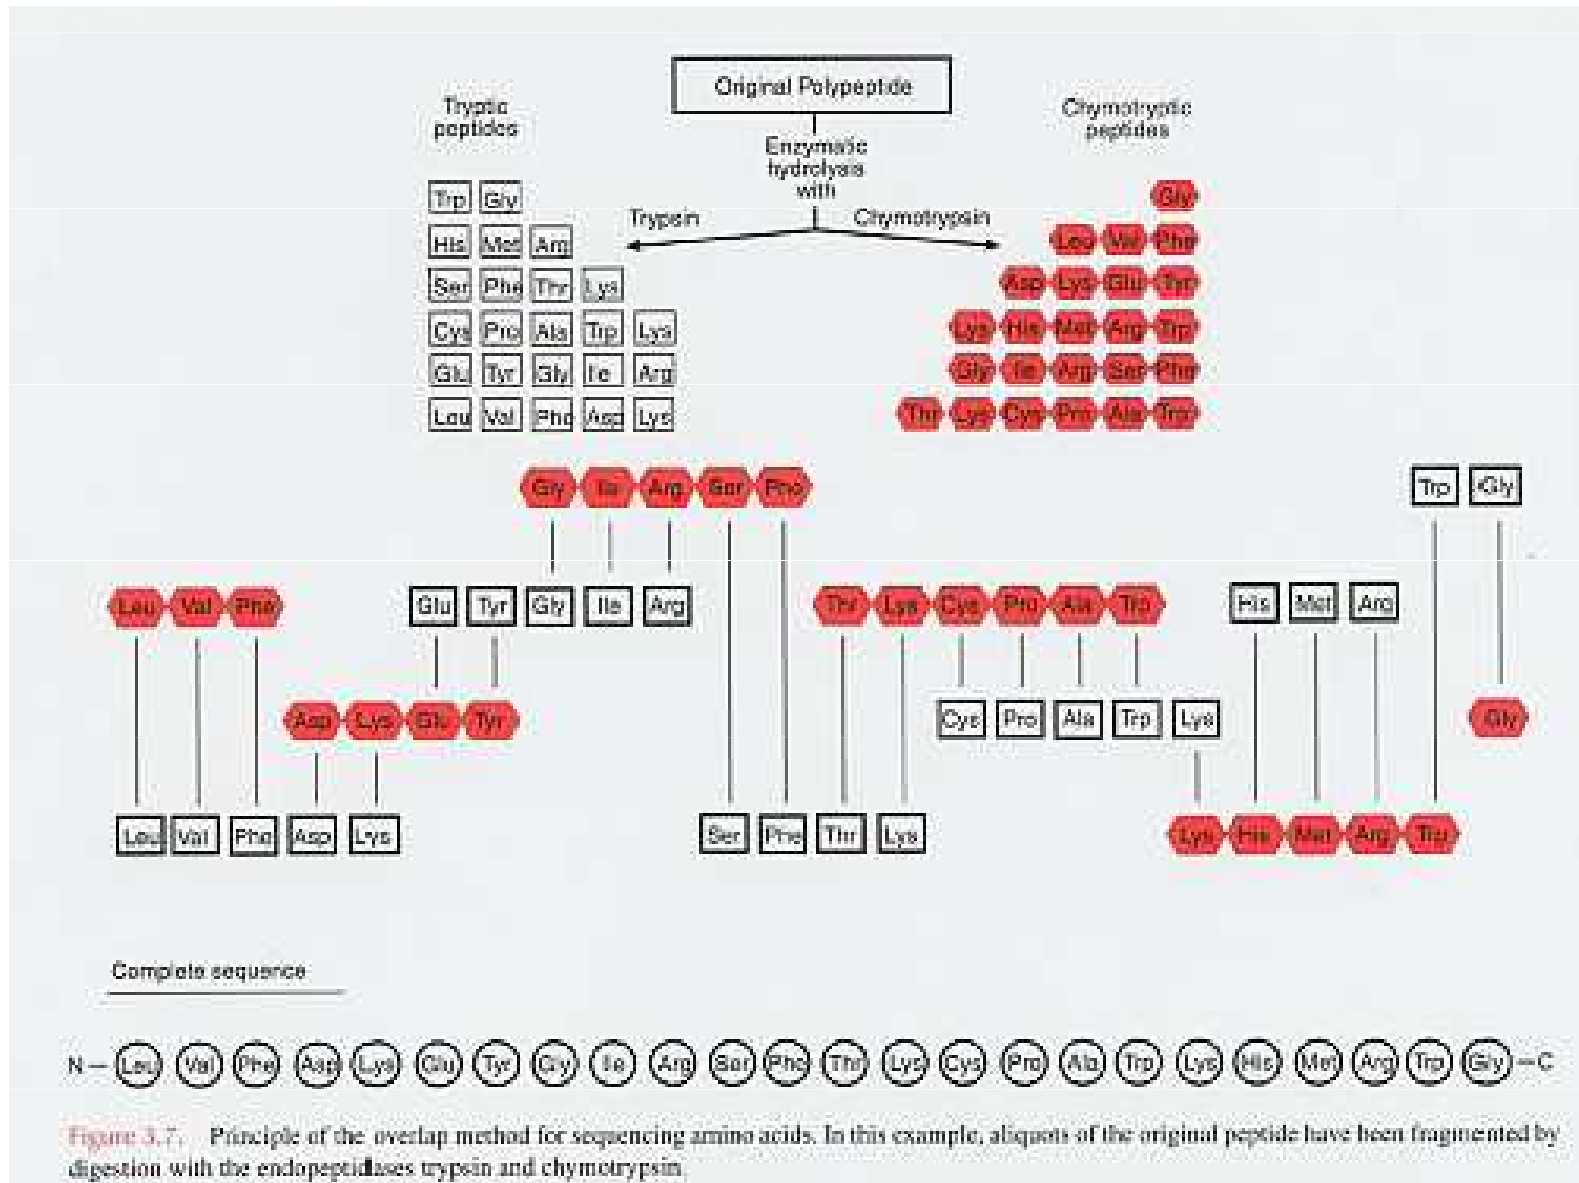 Original Polypeptide
Tryptic
peptides
Chymotryptic
peptides
Enzymatic
hydrolysis
with
Trypsin
Chymotrypsin
Trp Gly
His Met Arg
Ser Phe Thr Lys
Cys Pro Ala Trp Lys
Glu Tyr Gly Ile Arg
Leu Val Phe Asp Lys
Gly
Leu Val Phe
Asp Lys Glu Tyr
Lys His Met Arg Trp
Gly Ile Arg Ser Phe
Thr Lys Cys Pro Ala Trp
Gly Ile Arg Ser Phe
Trp Gly
Leu Val Phe
Glu Tyr Gly Ile Arg
Thr Lys Cys Pro Ala Trp
His Met Arg
Asp Lys Glu Tyr
Cys Pro Ala Trp Lys
Gly
Leu Val Phe Asp Lys
Ser Phe Thr Lys
Lys His Met Arg Trp
Complete sequence
N – Leu Val Phe Asp Lys Glu Tyr Gly Ile Arg Ser Phe Thr Lys Cys Pro Ala Trp Lys His Met Arg Trp Gly – C
Figure 3.7. Principle of the overlap method for sequencing amino acids. In this example, aliquots of the original peptide have been fragmented by
digestion with the endopeptidases trypsin and chymotrypsin.